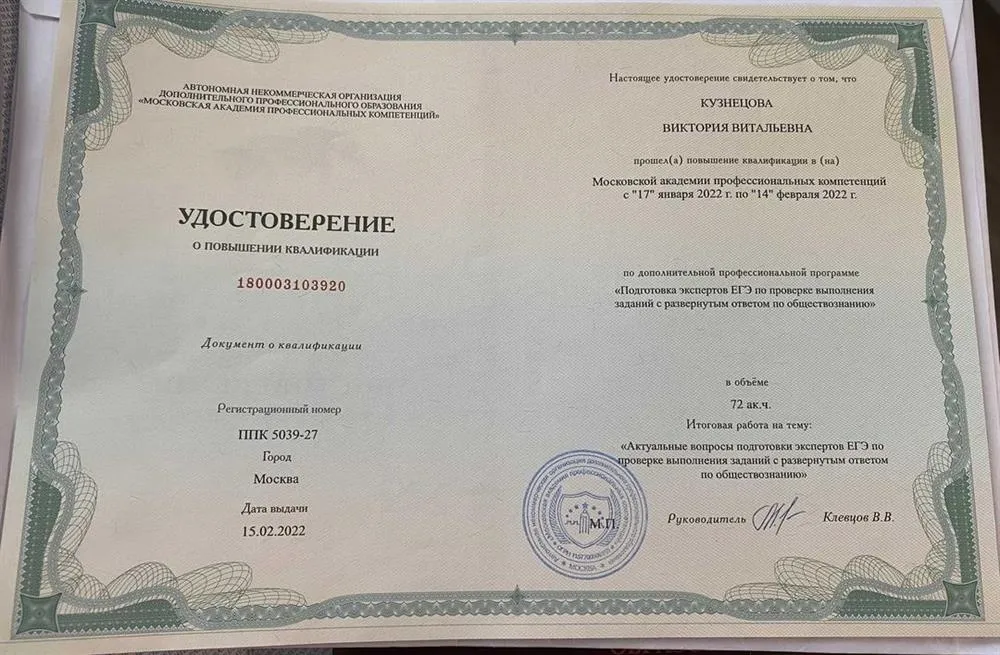 АВТОНОМНАЯ НЕКОММЕРЧЕСКАЯ ОРГАНИЗАЦИЯ
ДОПОЛНИТЕЛЬНОГО ПРОФЕССИОНАЛЬНОГО ОБРАЗОВАНИЯ
«МОСКОВСКАЯ АКАДЕМИЯ ПРОФЕССИОНАЛЬНЫХ КОМПЕТЕНЦИЙ»
УДОСТОВЕРЕНИЕ
О ПОВЫШЕНИИ КВАЛИФИКАЦИИ
180003103920
Документ о квалификации
Регистрационный номер
ППК 5039-27
Город
Москва
Дата выдачи
15.02.2022
Настоящее удостоверение свидетельствует о том, что
КУЗНЕЦОВА
ВИКТОРИЯ ВИТАЛЬЕВНА
прошел(а) повышение квалификации в (на)
Московской академии профессиональных компетенций
с "17" января 2022 г. по "14" февраля 2022 г.
по дополнительной профессиональной программе
«Подготовка экспертов ЕГЭ по проверке выполнения
заданий с развернутым ответом по обществознанию»
в объёме
72 ак.ч.
Итоговая работа на тему:
«Актуальные вопросы подготовки экспертов ЕГЭ по
проверке выполнения заданий с развернутым ответом
по обществознанию»
М.П.
Руководитель
Клевцов В.В.
МОСКВА